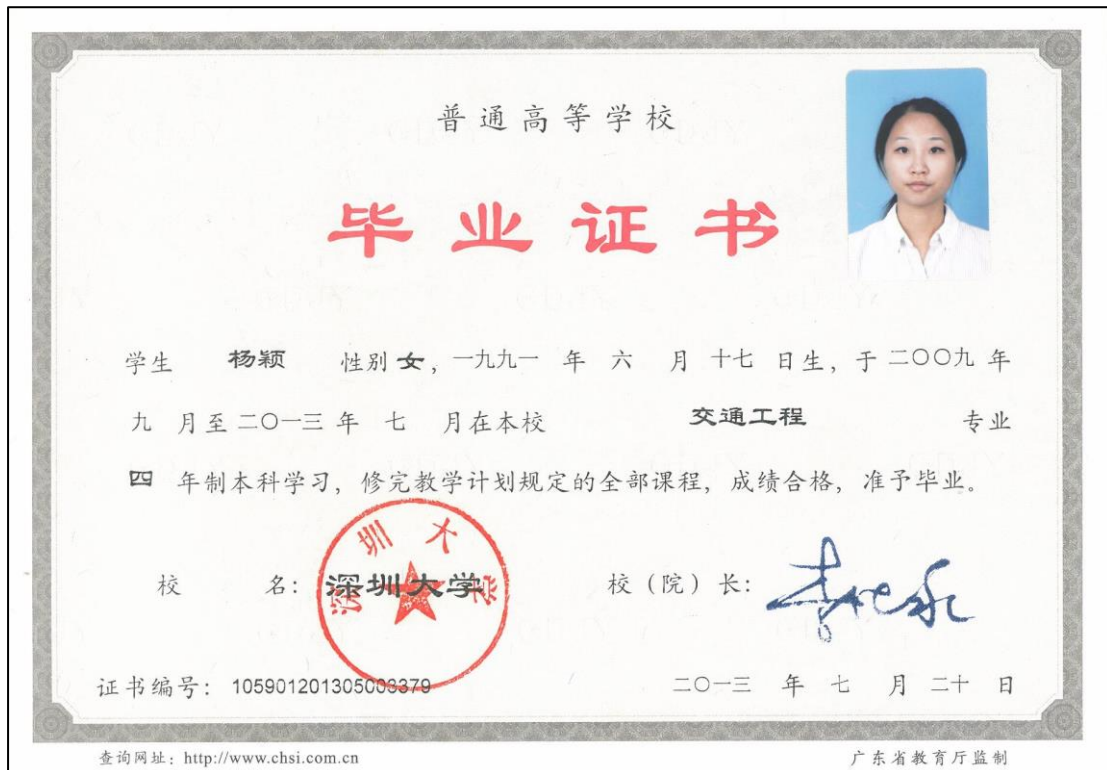 普通高等学校
毕业证书
学生 杨颖 性别 女，一九九一 年 六 月 十七 日生，于 二〇〇九 年
九 月至 二〇一三 年 七 月在本校 交通工程 专业
四 年制本科学习，修完教学计划规定的全部课程，成绩合格，准予毕业。
校 名：深圳大学 校（院）长：
深圳大学
证书编号：105901201305003379 二〇一三 年 七 月 二十 日
查询网址：http://www.chsi.com.cn 广东省教育厅监制